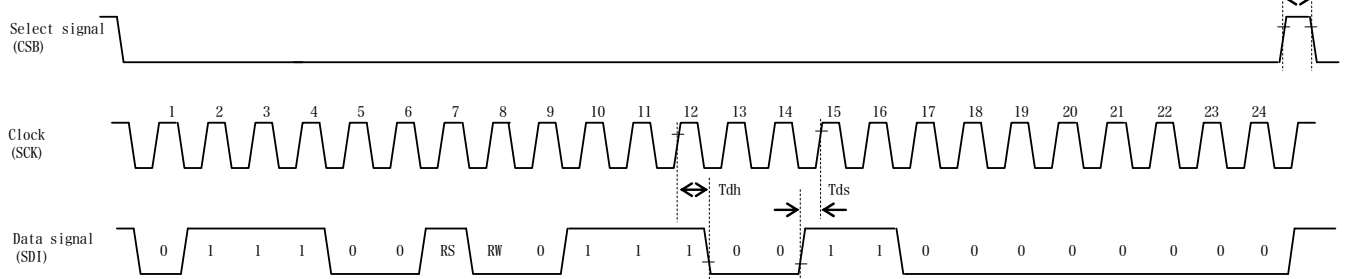 Select signal
(CSB)
1 2 3 4 5 6 7 8 9 10 11 12 13 14 15 16 17 18 19 20 21 22 23 24
Clock
(SCK)
Tdh Tds
Data signal
(SDI)
0 1 1 1 0 0 RS RW 0 1 1 1 0 0 1 1 0 0 0 0 0 0 0 0